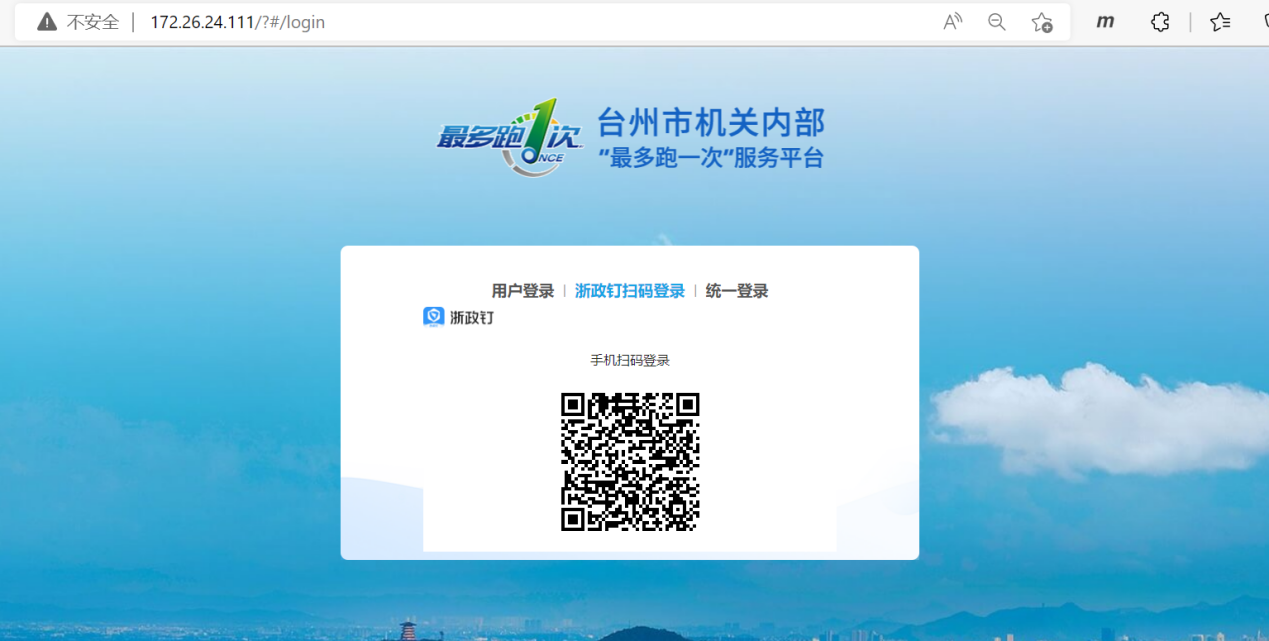 不安全 | 172.26.24.111/?#/login
最多跑1次
ONCE
台州市机关内部
“最多跑一次”服务平台
用户登录 | 浙政钉扫码登录 | 统一登录
浙政钉
手机扫码登录